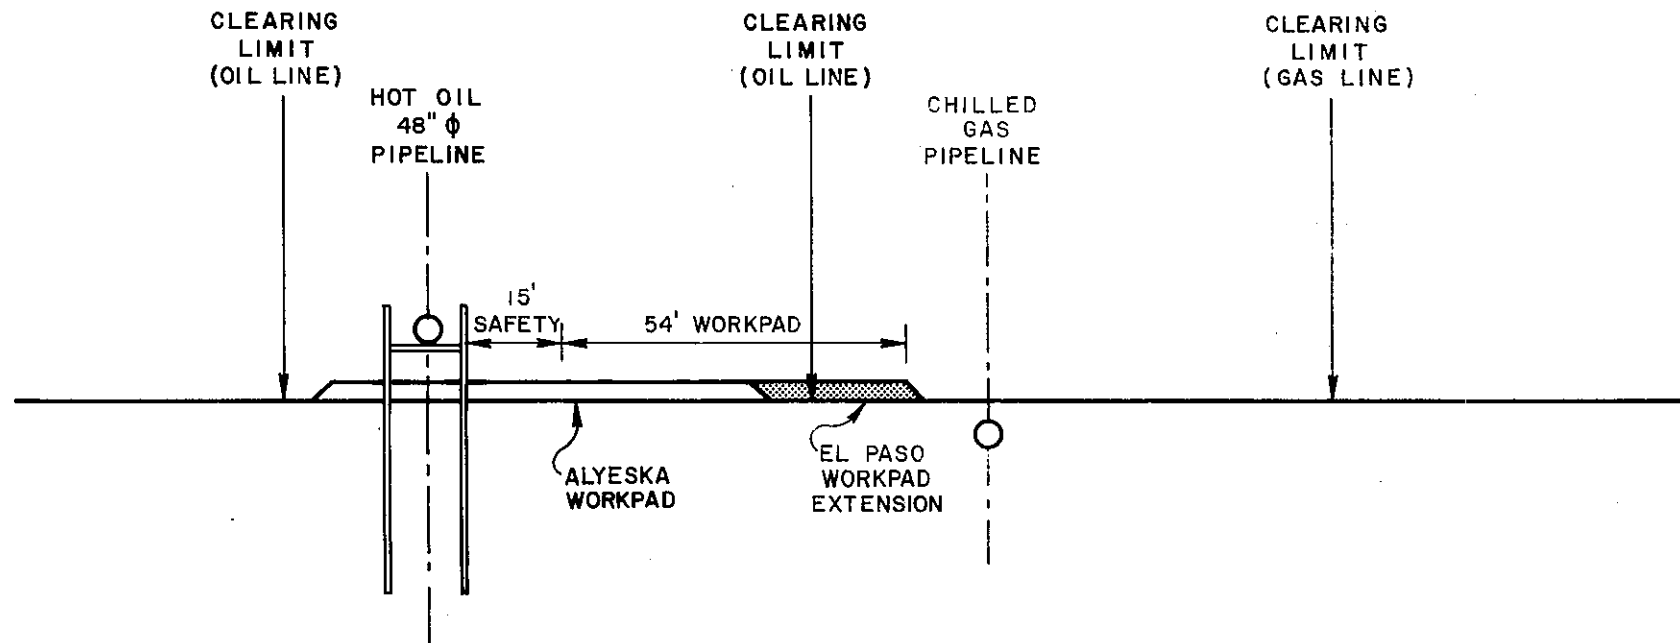 CLEARING
LIMIT
(OIL LINE)
HOT OIL
48" ϕ
PIPELINE
CLEARING
LIMIT
(OIL LINE)
CHILLED
GAS
PIPELINE
CLEARING
LIMIT
(GAS LINE)
15'
SAFETY
54' WORKPAD
ALYESKA
WORKPAD
EL PASO
WORKPAD
EXTENSION